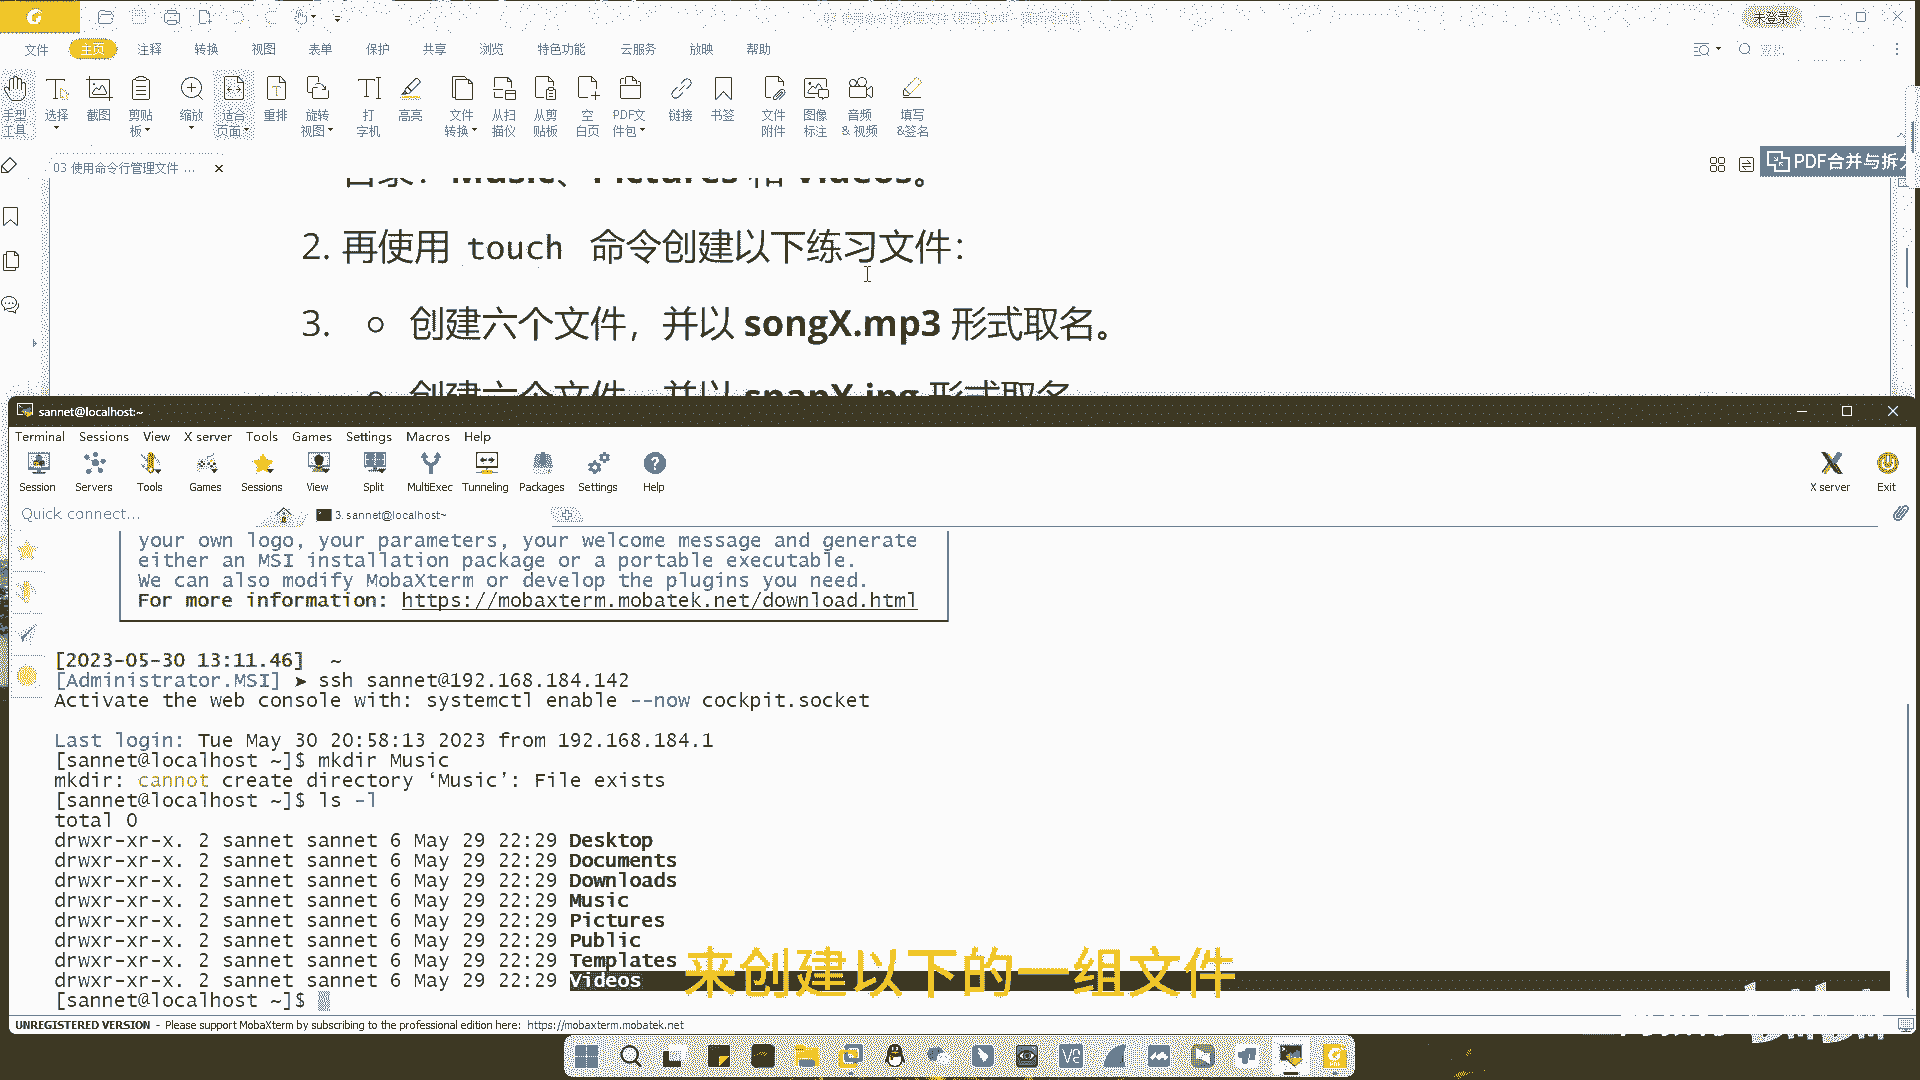 未登录
文件 主页 注释 转换 视图 表单 保护 共享 浏览 特色功能 云服务 放映 帮助
手型工具 选择 截图 剪贴板 缩放 适合页面 重排 旋转视图 打字机 高亮 文件转换 从扫描仪 从剪贴板 空白页 PDF文件包 链接 书签 文件附件 图像标注 音频&视频 填写&签名
03 使用命令行管理文件 ...
PDF合并与拆分
目录：Music、Pictures 和 Videos。
2. 再使用 touch 命令创建以下练习文件：
3. ○ 创建六个文件，并以 songX.mp3 形式取名。
○ 创建六个文件，并以 snapX.jpg 形式取名
sannet@localhost:~
Terminal Sessions View X server Tools Games Settings Macros Help
Session Servers Tools Games Sessions View Split MultiExec Tunneling Packages Settings Help X server Exit
Quick connect...
3. sannet@localhost~
your own logo, your parameters, your welcome message and generate
either an MSI installation package or a portable executable.
We can also modify MobaXterm or develop the plugins you need.
For more information: https://mobaxterm.mobatek.net/download.html
[2023-05-30 13:11.46] ~
[Administrator.MSI] ➤ ssh sannet@192.168.184.142
Activate the web console with: systemctl enable --now cockpit.socket
Last login: Tue May 30 20:58:13 2023 from 192.168.184.1
[sannet@localhost ~]$ mkdir Music
mkdir: cannot create directory ‘Music’: File exists
[sannet@localhost ~]$ ls -l
total 0
drwxr-xr-x. 2 sannet sannet 6 May 29 22:29 Desktop
drwxr-xr-x. 2 sannet sannet 6 May 29 22:29 Documents
drwxr-xr-x. 2 sannet sannet 6 May 29 22:29 Downloads
drwxr-xr-x. 2 sannet sannet 6 May 29 22:29 Music
drwxr-xr-x. 2 sannet sannet 6 May 29 22:29 Pictures
drwxr-xr-x. 2 sannet sannet 6 May 29 22:29 Public
drwxr-xr-x. 2 sannet sannet 6 May 29 22:29 Templates
drwxr-xr-x. 2 sannet sannet 6 May 29 22:29 Videos
来创建以下的一组文件
[sannet@localhost ~]$
UNREGISTERED VERSION - Please support MobaXterm by subscribing to the professional edition here: https://mobaxterm.mobatek.net